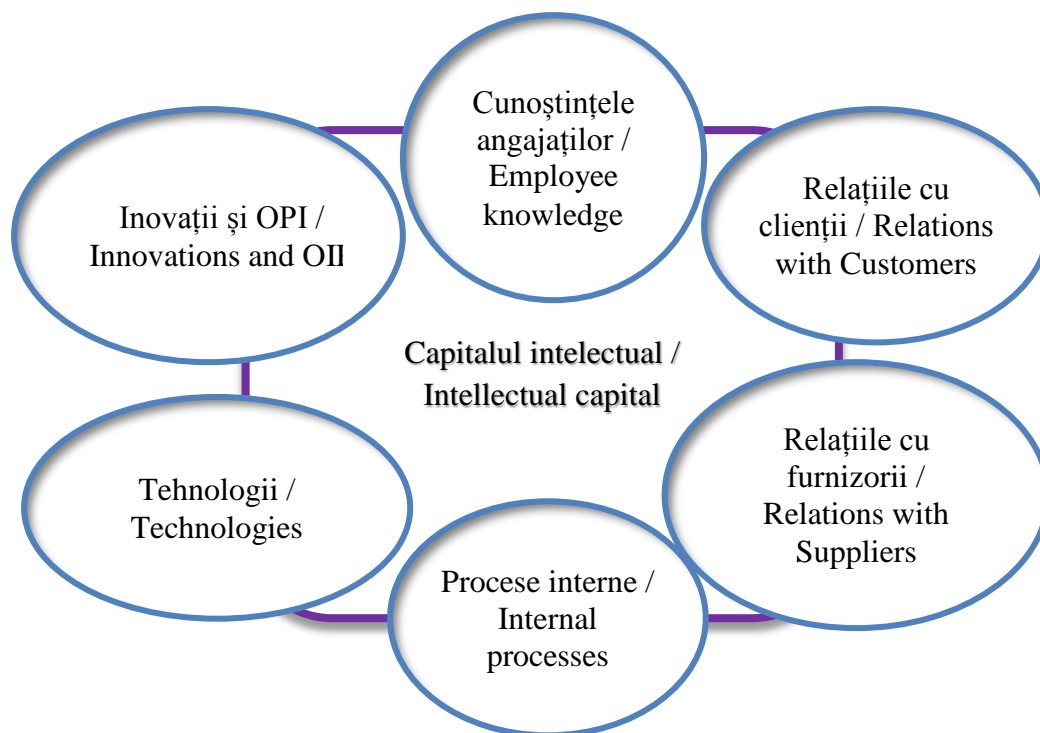 Cunoștințele
angajaților /
Employee
knowledge
Relațiile cu
clienții / Relations
with Customers
Relațiile cu
furnizorii /
Relations with
Suppliers
Procese interne /
Internal
processes
Tehnologii /
Technologies
Inovații și OPI /
Innovations and
Capitalul intelectual /
Intellectual capital